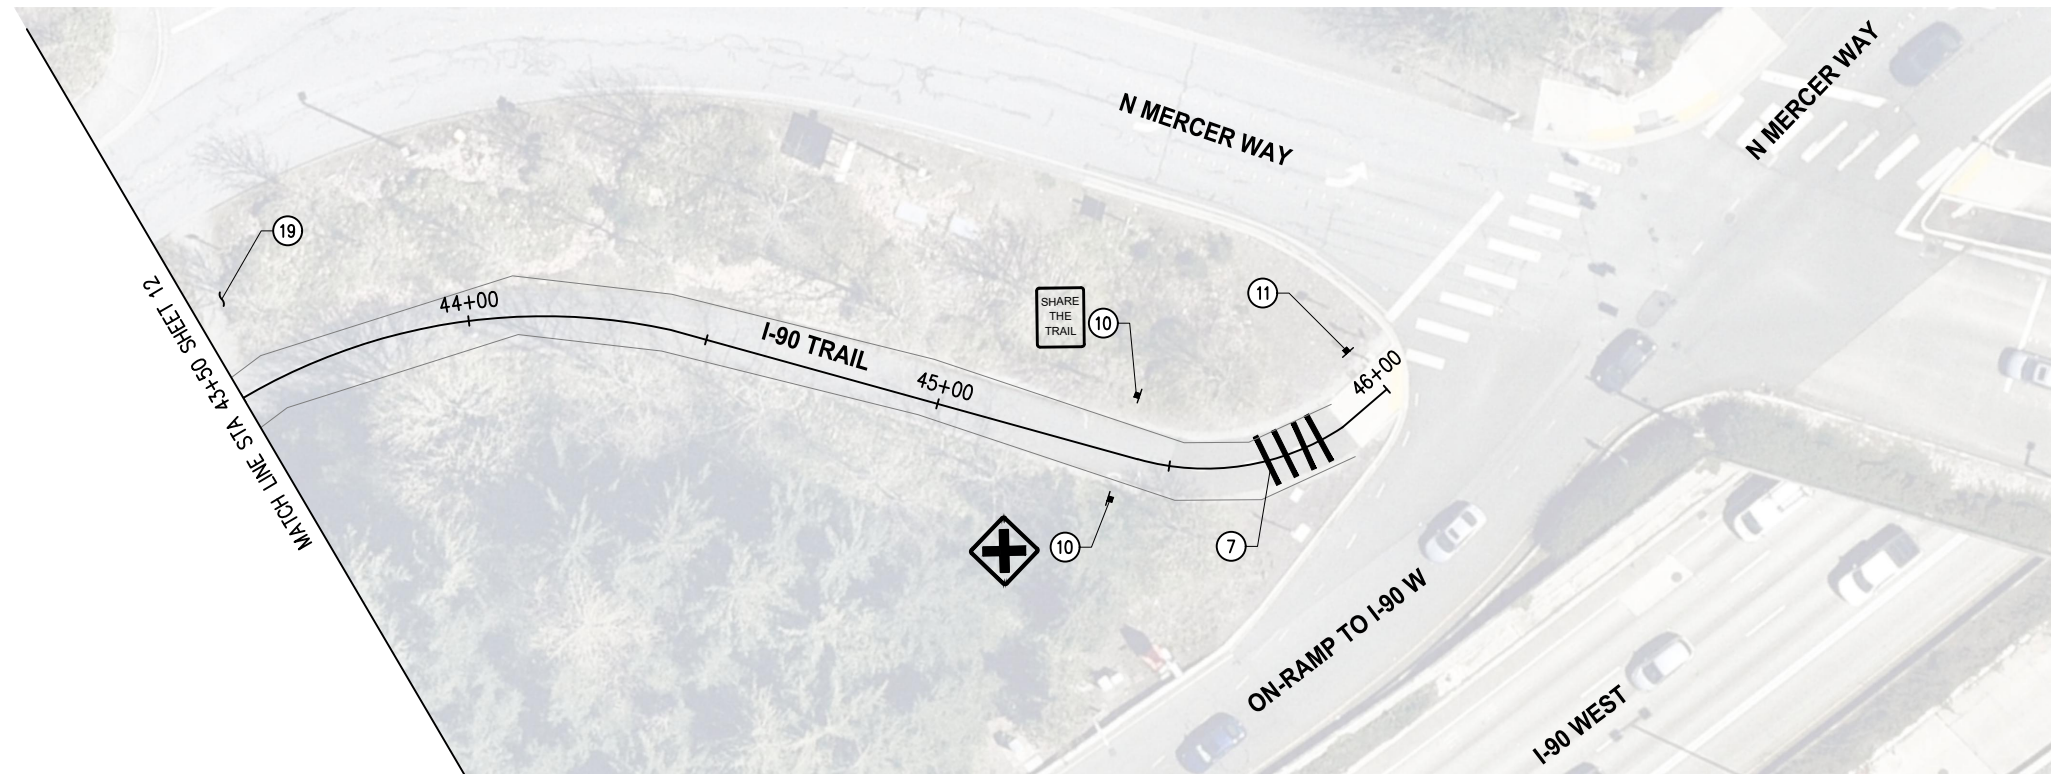 N MERCER WAY
N MERCER WAY
19
MATCH LINE STA 43+50 SHEET 12
44+00
I-90 TRAIL
45+00
SHARE
THE
TRAIL
10
11
46+00
10
7
ON-RAMP TO I-90 W
I-90 WEST